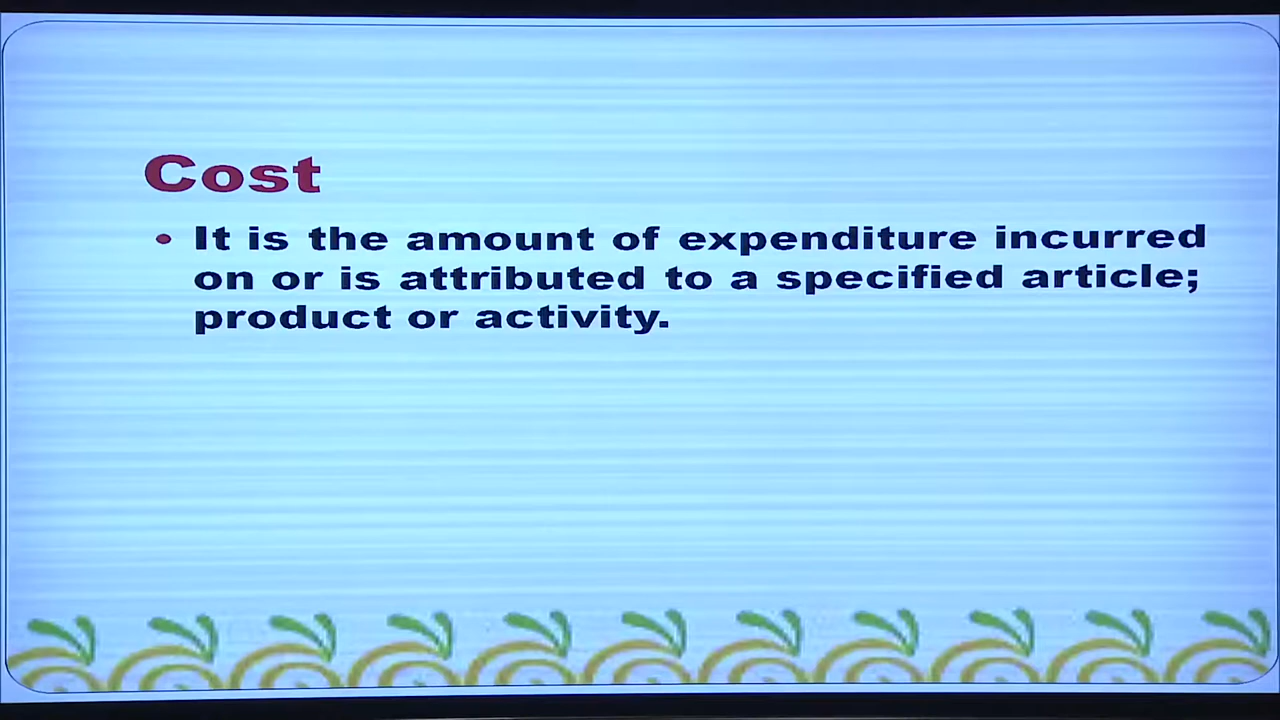 Cost
• It is the amount of expenditure incurred
on or is attributed to a specified article;
product or activity.